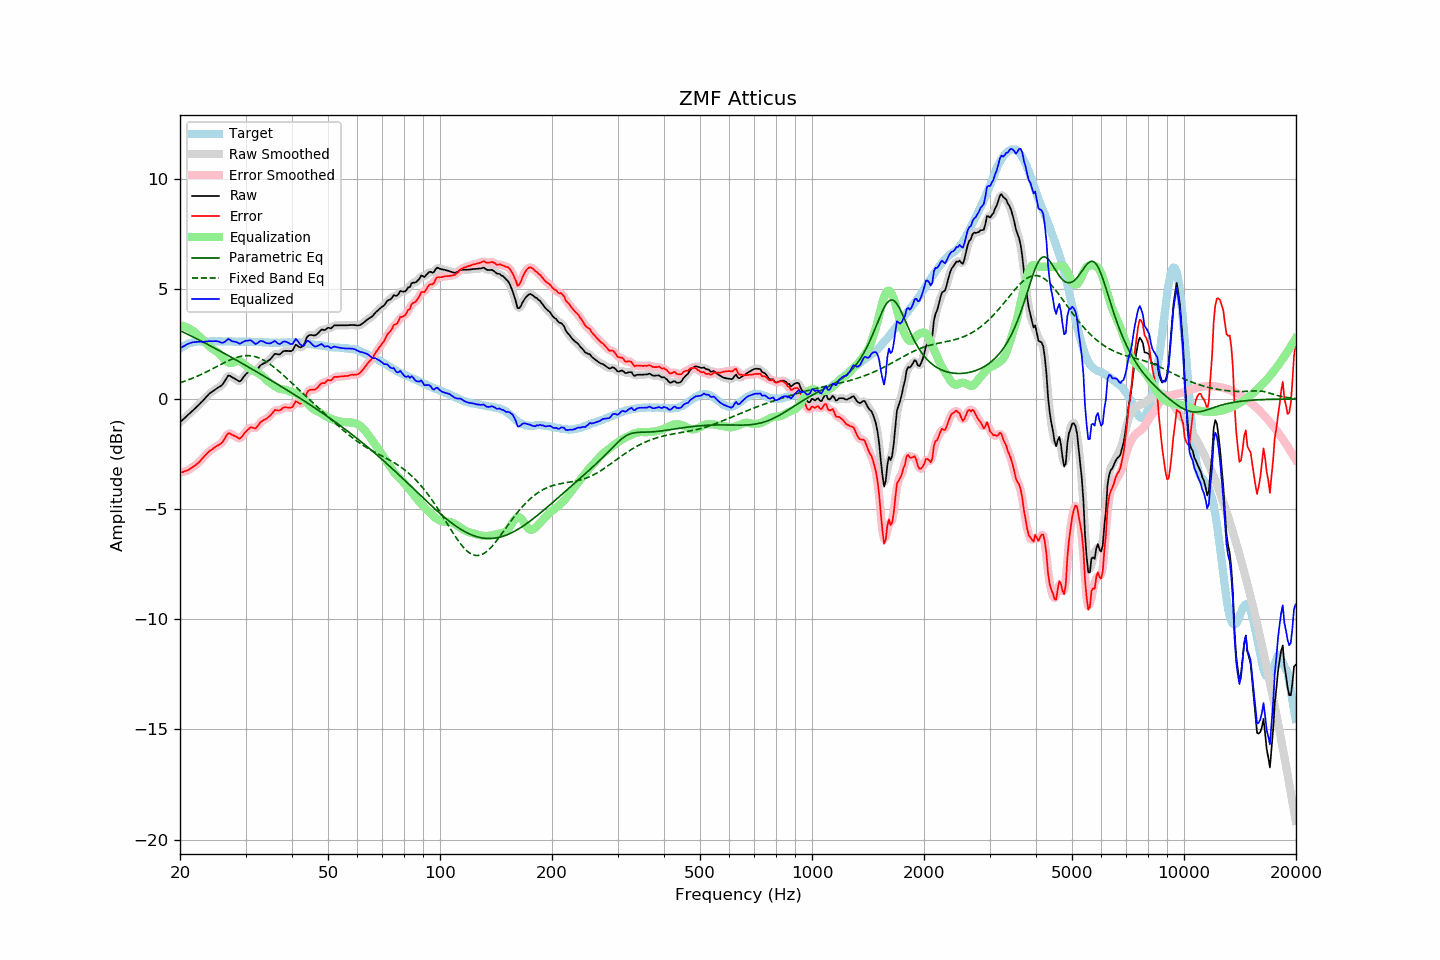 ZMF Atticus
Target
Raw Smoothed
Error Smoothed
Raw
Error
Equalization
Parametric Eq
Fixed Band Eq
Equalized
10
5
0
−5
−10
−15
−20
Amplitude (dBr)
20
50
100
200
500
1000
2000
5000
10000
20000
Frequency (Hz)